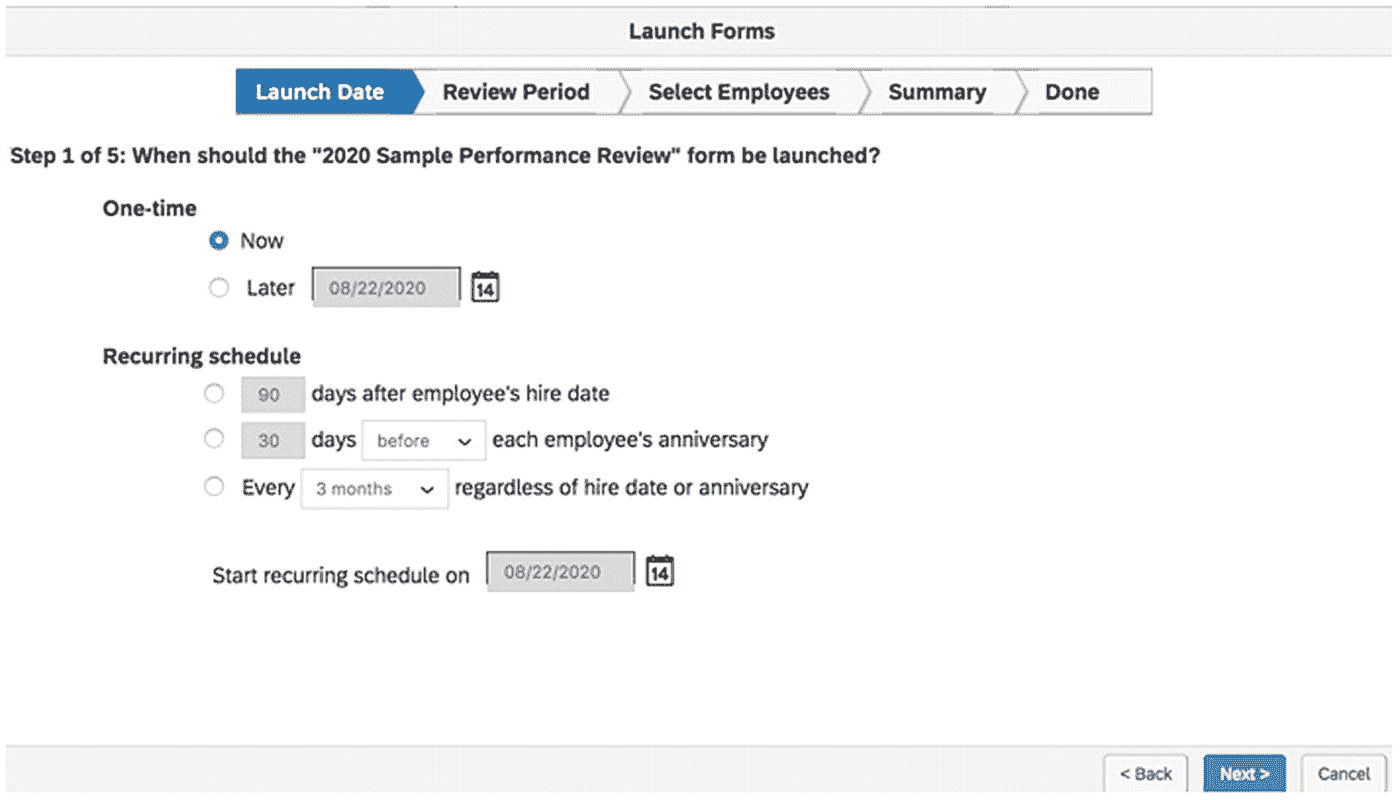 Launch Forms
Launch Date Review Period Select Employees Summary Done
Step 1 of 5: When should the "2020 Sample Performance Review" form be launched?
One-time
Now
Later 08/22/2020 14
Recurring schedule
90 days after employee's hire date
30 days before each employee's anniversary
Every 3 months regardless of hire date or anniversary
Start recurring schedule on 08/22/2020 14
< Back Next > Cancel